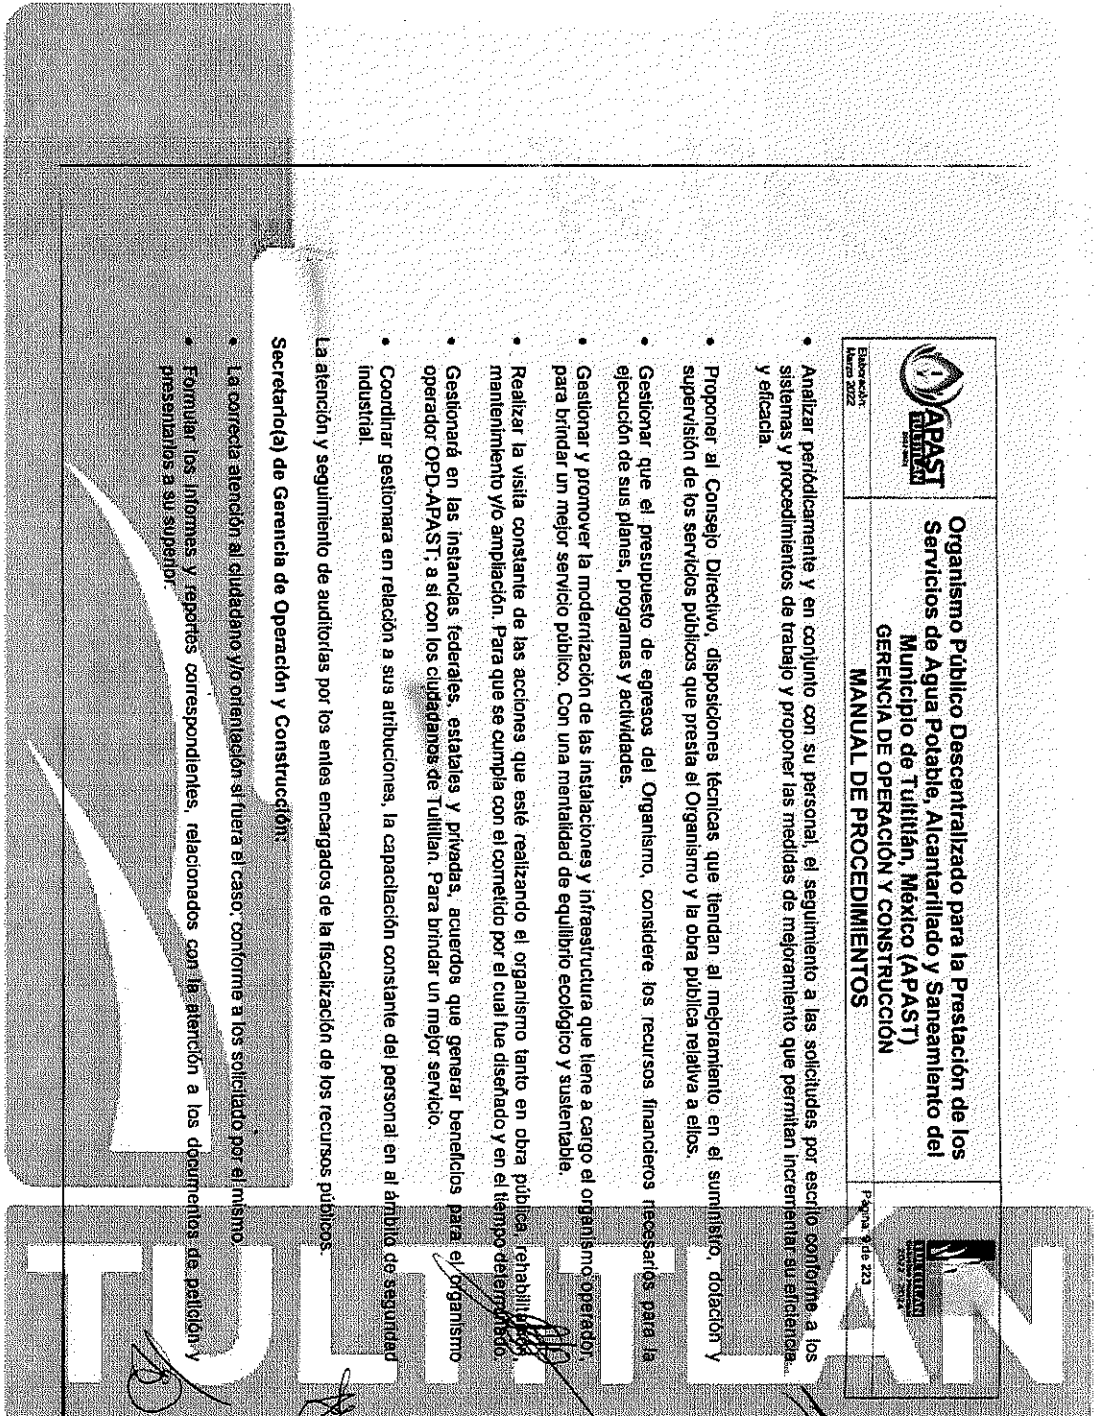 APAST
TULTITLÁN
Organismo Público Descentralizado para la Prestación de los
Servicios de Agua Potable, Alcantarillado y Saneamiento del
Municipio de Tultitlán, México (APAST)
GERENCIA DE OPERACIÓN Y CONSTRUCCIÓN
MANUAL DE PROCEDIMIENTOS
TULTITLÁN
2022 - 2024
Elaboración:
Marzo 2022
Página 9 de 223
• Analizar periódicamente y en conjunto con su personal, el seguimiento a las solicitudes por escrito conforme a los
sistemas y procedimientos de trabajo y proponer las medidas de mejoramiento que permitan incrementar su eficiencia
y eficacia.
• Proponer al Consejo Directivo, disposiciones técnicas que tiendan al mejoramiento en el suministro, dotación y
supervisión de los servicios públicos que presta el Organismo y la obra pública relativa a ellos.
• Gestionar que el presupuesto de egresos del Organismo, considere los recursos financieros necesarios para la
ejecución de sus planes, programas y actividades.
• Gestionar y promover la modernización de las instalaciones y infraestructura que tiene a cargo el organismo operador,
para brindar un mejor servicio público. Con una mentalidad de equilibrio ecológico y sustentable.
• Realizar la visita constante de las acciones que esté realizando el organismo tanto en obra pública, rehabilitación,
mantenimiento y/o ampliación. Para que se cumpla con el cometido por el cual fue diseñado y en el tiempo determinado.
• Gestionará en las instancias federales, estatales y privadas, acuerdos que generar beneficios para el organismo
operador OPD-APAST; a si con los ciudadanos de Tultitlan. Para brindar un mejor servicio.
• Coordinar gestionara en relación a sus atribuciones, la capacitación constante del personal en al ámbito de seguridad
industrial.
La atención y seguimiento de auditorías por los entes encargados de la fiscalización de los recursos públicos.
Secretario(a) de Gerencia de Operación y Construcción.
• La correcta atención al ciudadano y/o orientación si fuera el caso; conforme a los solicitado por el mismo.
• Formular los informes y reportes correspondientes, relacionados con la atención a los documentos de petición y
presentarlos a su superior.
TULTITLÁN